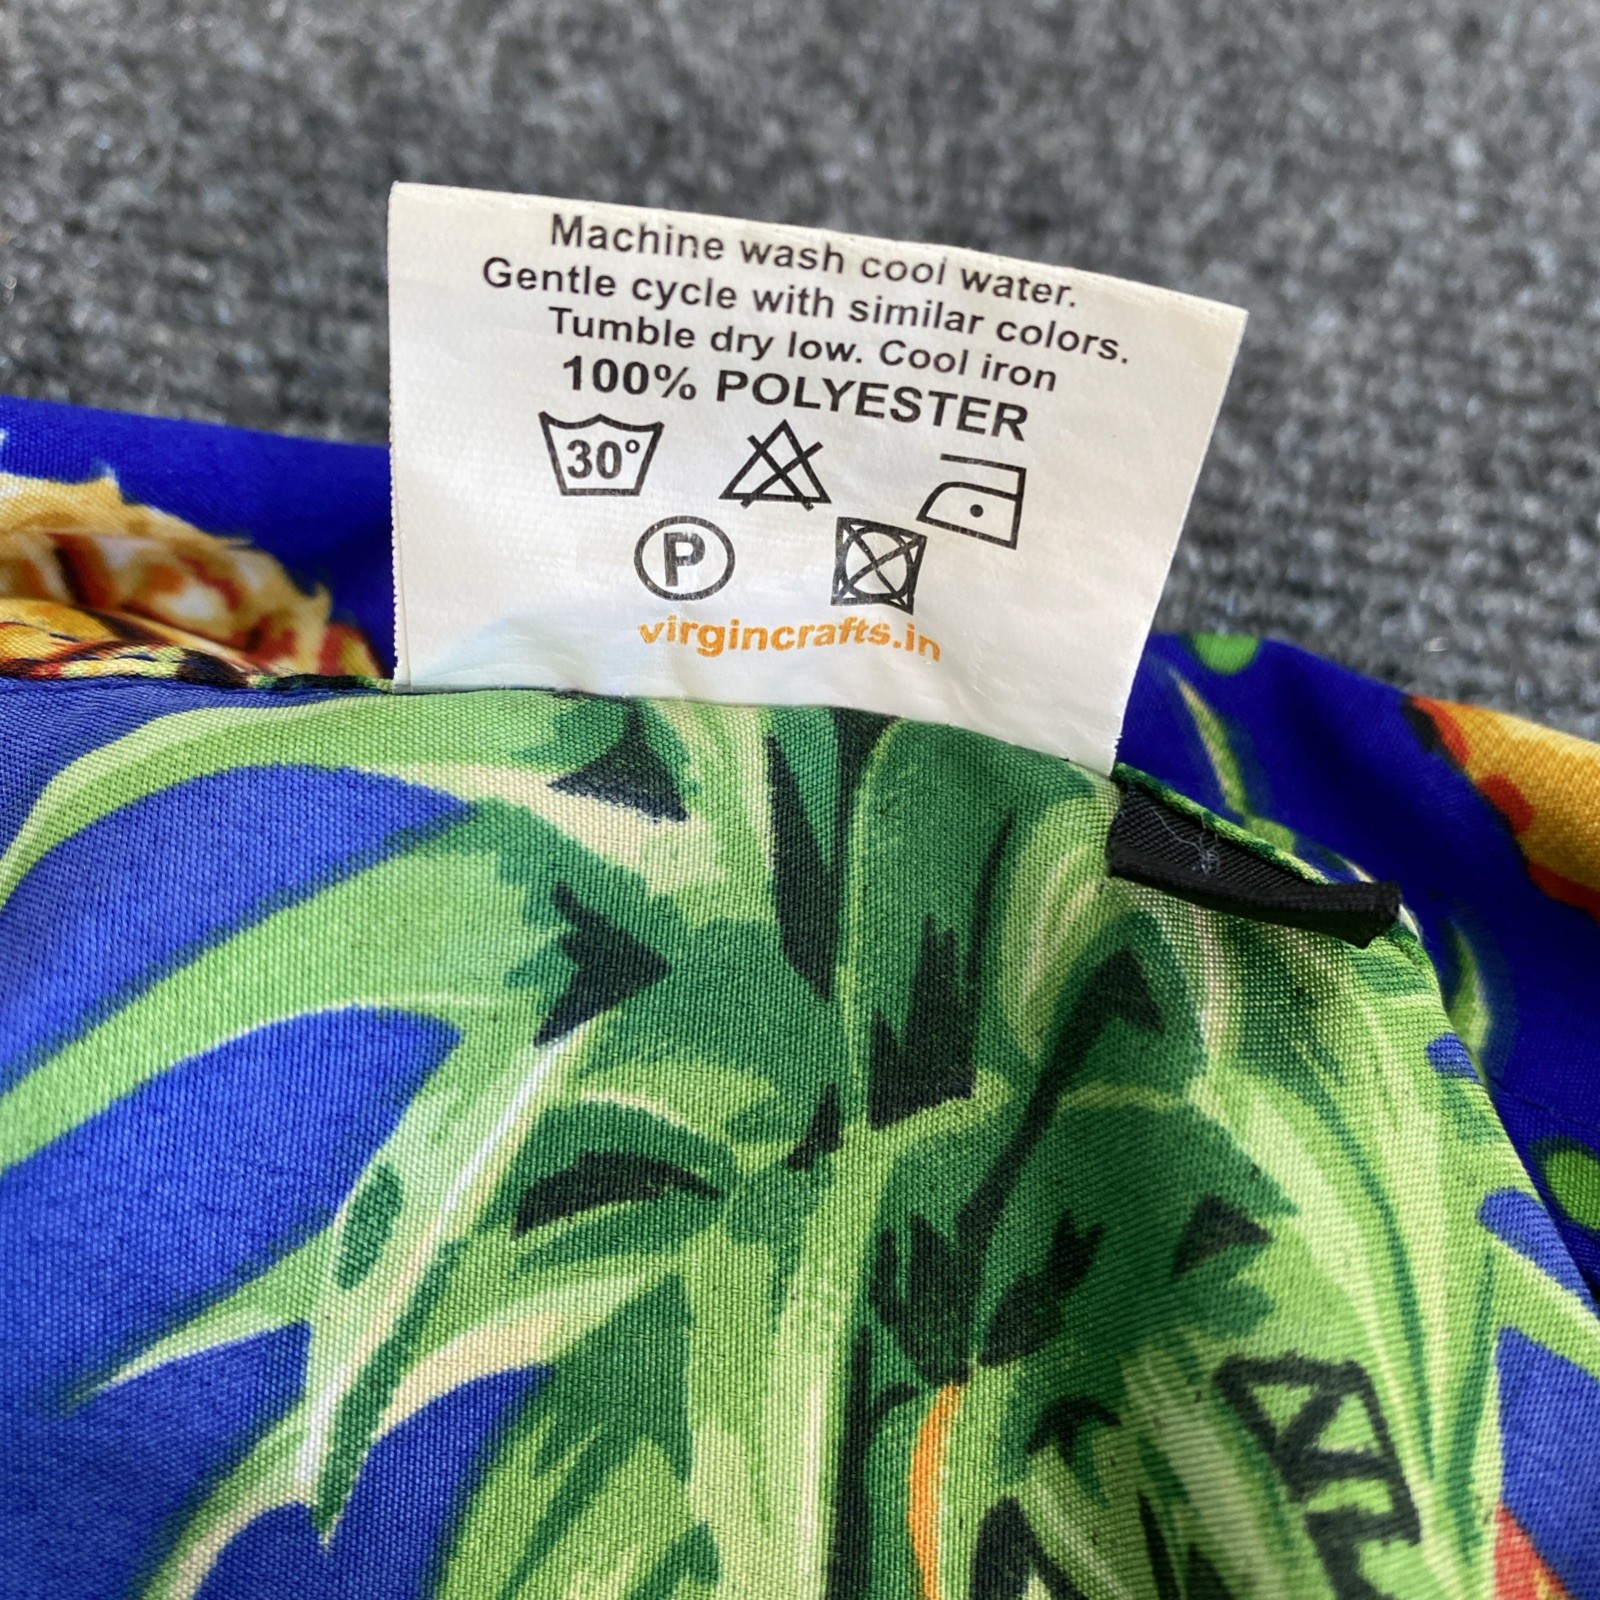 Machine wash cool water.
Gentle cycle with similar colors.
Tumble dry low. Cool iron
100% POLYESTER
30°
P
virgincrafts.in